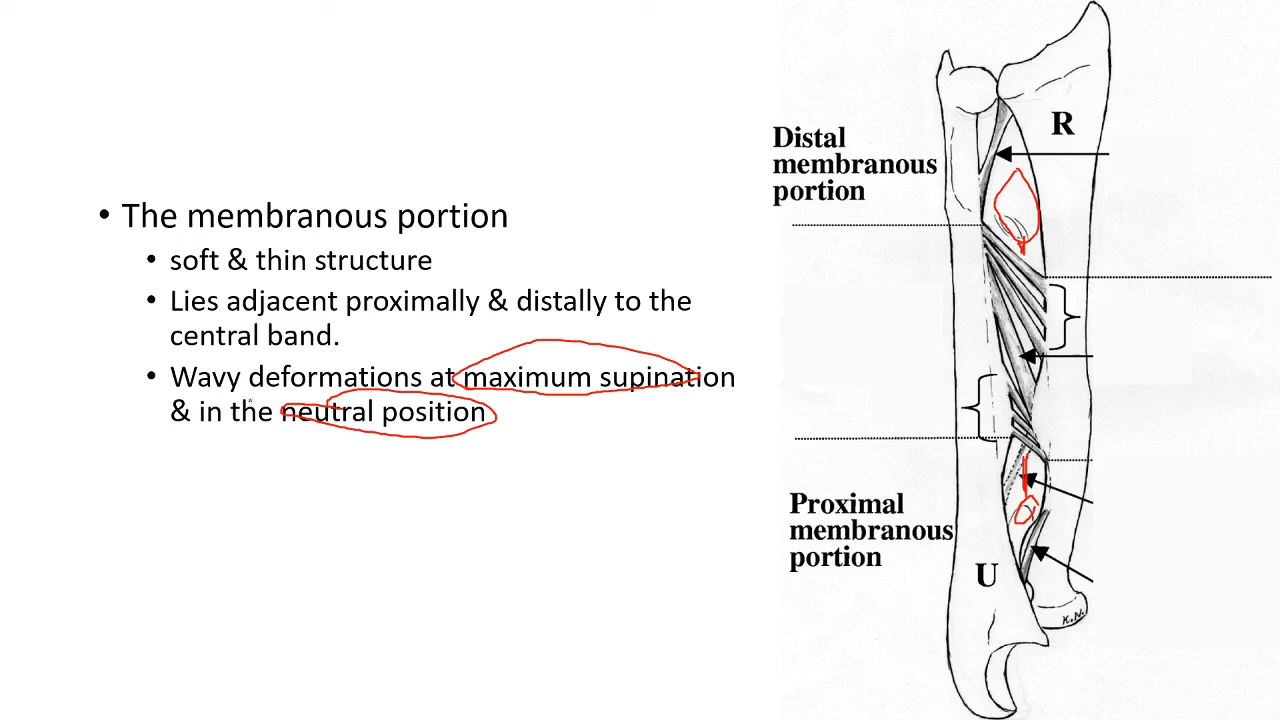 • The membranous portion
• soft & thin structure
• Lies adjacent proximally & distally to the
central band.
• Wavy deformations at maximum supination
& in the neutral position
Distal
membranous
portion
R
Proximal
membranous
portion
U
K.N.